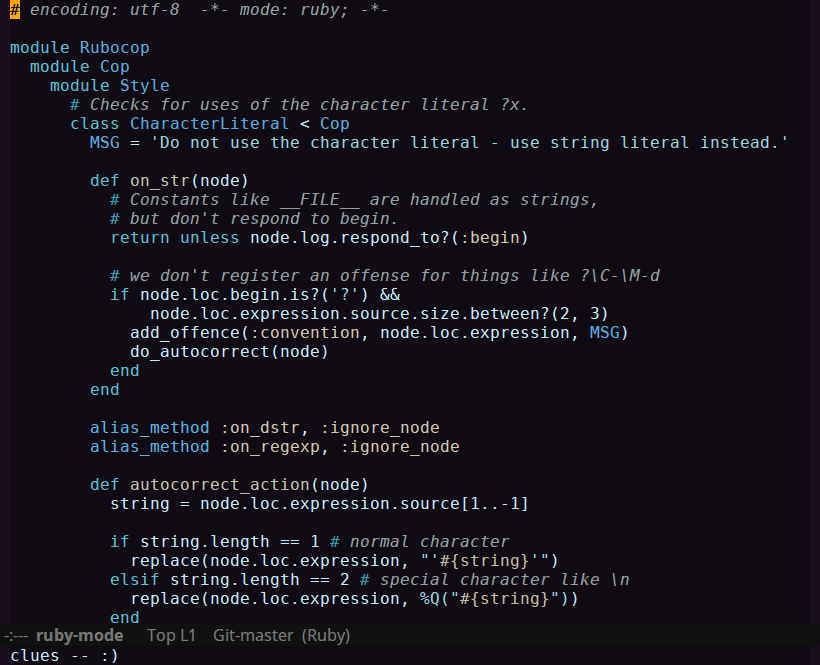 # encoding: utf-8  -*- mode: ruby; -*-

module Rubocop
  module Cop
    module Style
      # Checks for uses of the character literal ?x.
      class CharacterLiteral < Cop
        MSG = 'Do not use the character literal - use string literal instead.'

        def on_str(node)
          # Constants like __FILE__ are handled as strings,
          # but don't respond to begin.
          return unless node.log.respond_to?(:begin)

          # we don't register an offense for things like ?\C-\M-d
          if node.loc.begin.is?('?') &&
              node.loc.expression.source.size.between?(2, 3)
            add_offence(:convention, node.loc.expression, MSG)
            do_autocorrect(node)
          end
        end

        alias_method :on_dstr, :ignore_node
        alias_method :on_regexp, :ignore_node

        def autocorrect_action(node)
          string = node.loc.expression.source[1..-1]

          if string.length == 1 # normal character
            replace(node.loc.expression, "'#{string}'")
          elsif string.length == 2 # special character like \n
            replace(node.loc.expression, %Q("#{string}"))
          end
-:--- ruby-mode  Top L1  Git-master (Ruby)
clues -- :)